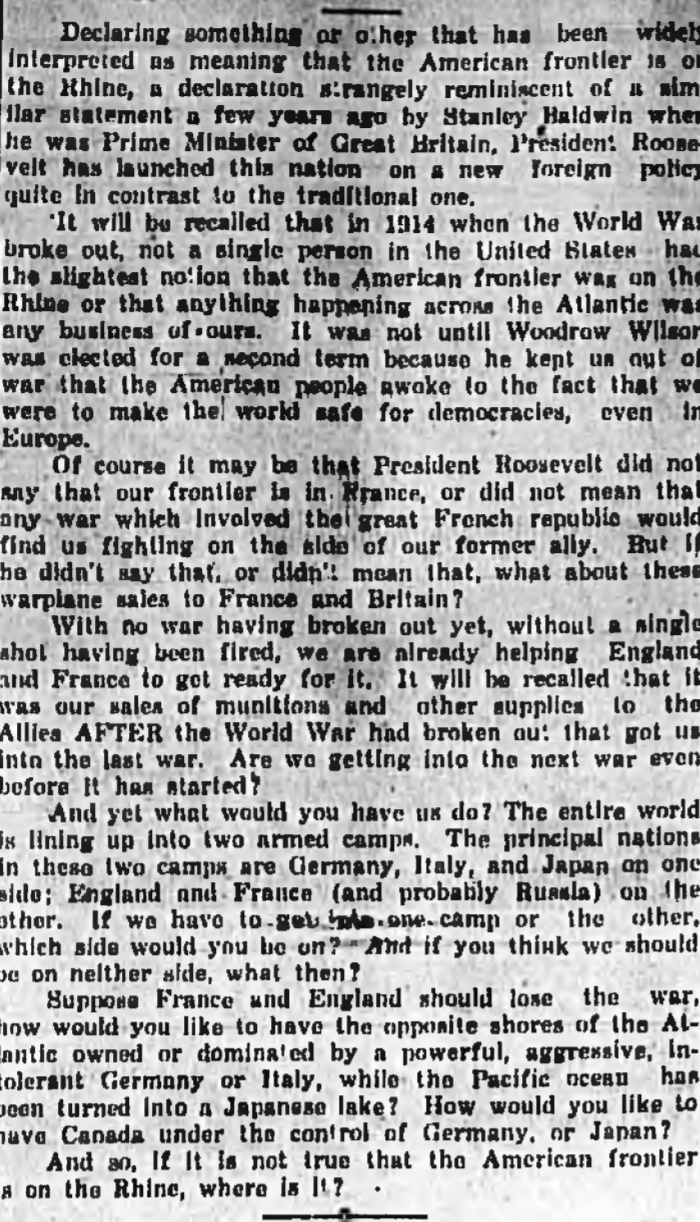 Declaring something or other that has been widely
interpreted as meaning that the American frontier is on
the Rhine, a declaration strangely reminiscent of a sim
ilar statement a few years ago by Stanley Baldwin when
he was Prime Minister of Great Britain, President Roose
velt has launched this nation on a new foreign policy
quite in contrast to the traditional one.
It will be recalled that in 1914 when the World War
broke out, not a single person in the United States had
the slightest notion that the American frontier was on the
Rhine or that anything happening across the Atlantic was
any business of ours. It was not until Woodrow Wilson
was elected for a second term because he kept us out of
war that the American people awoke to the fact that we
were to make the world safe for democracies, even in
Europe.
Of course it may be that President Roosevelt did not
say that our frontier is in France, or did not mean that
any war which involved the great French republic would
find us fighting on the side of our former ally. But if
he didn't say that, or didn't mean that, what about these
warplane sales to France and Britain?
With no war having broken out yet, without a single
shot having been fired, we are already helping England
and France to get ready for it. It will be recalled that it
was our sales of munitions and other supplies to the
Allies AFTER the World War had broken out that got us
into the last war. Are we getting into the next war even
before it has started?
And yet what would you have us do? The entire world
is lining up into two armed camps. The principal nations
in these two camps are Germany, Italy, and Japan on one
side; England and France (and probably Russia) on the
other. If we have to get into one camp or the other,
which side would you be on? And if you think we should
be on neither side, what then?
Suppose France and England should lose the war,
how would you like to have the opposite shores of the At-
lantic owned or dominated by a powerful, aggressive, in-
tolerant Germany or Italy, while the Pacific ocean has
been turned into a Japanese lake? How would you like to
have Canada under the control of Germany, or Japan?
And so, if it is not true that the American frontier
is on the Rhine, where is it?